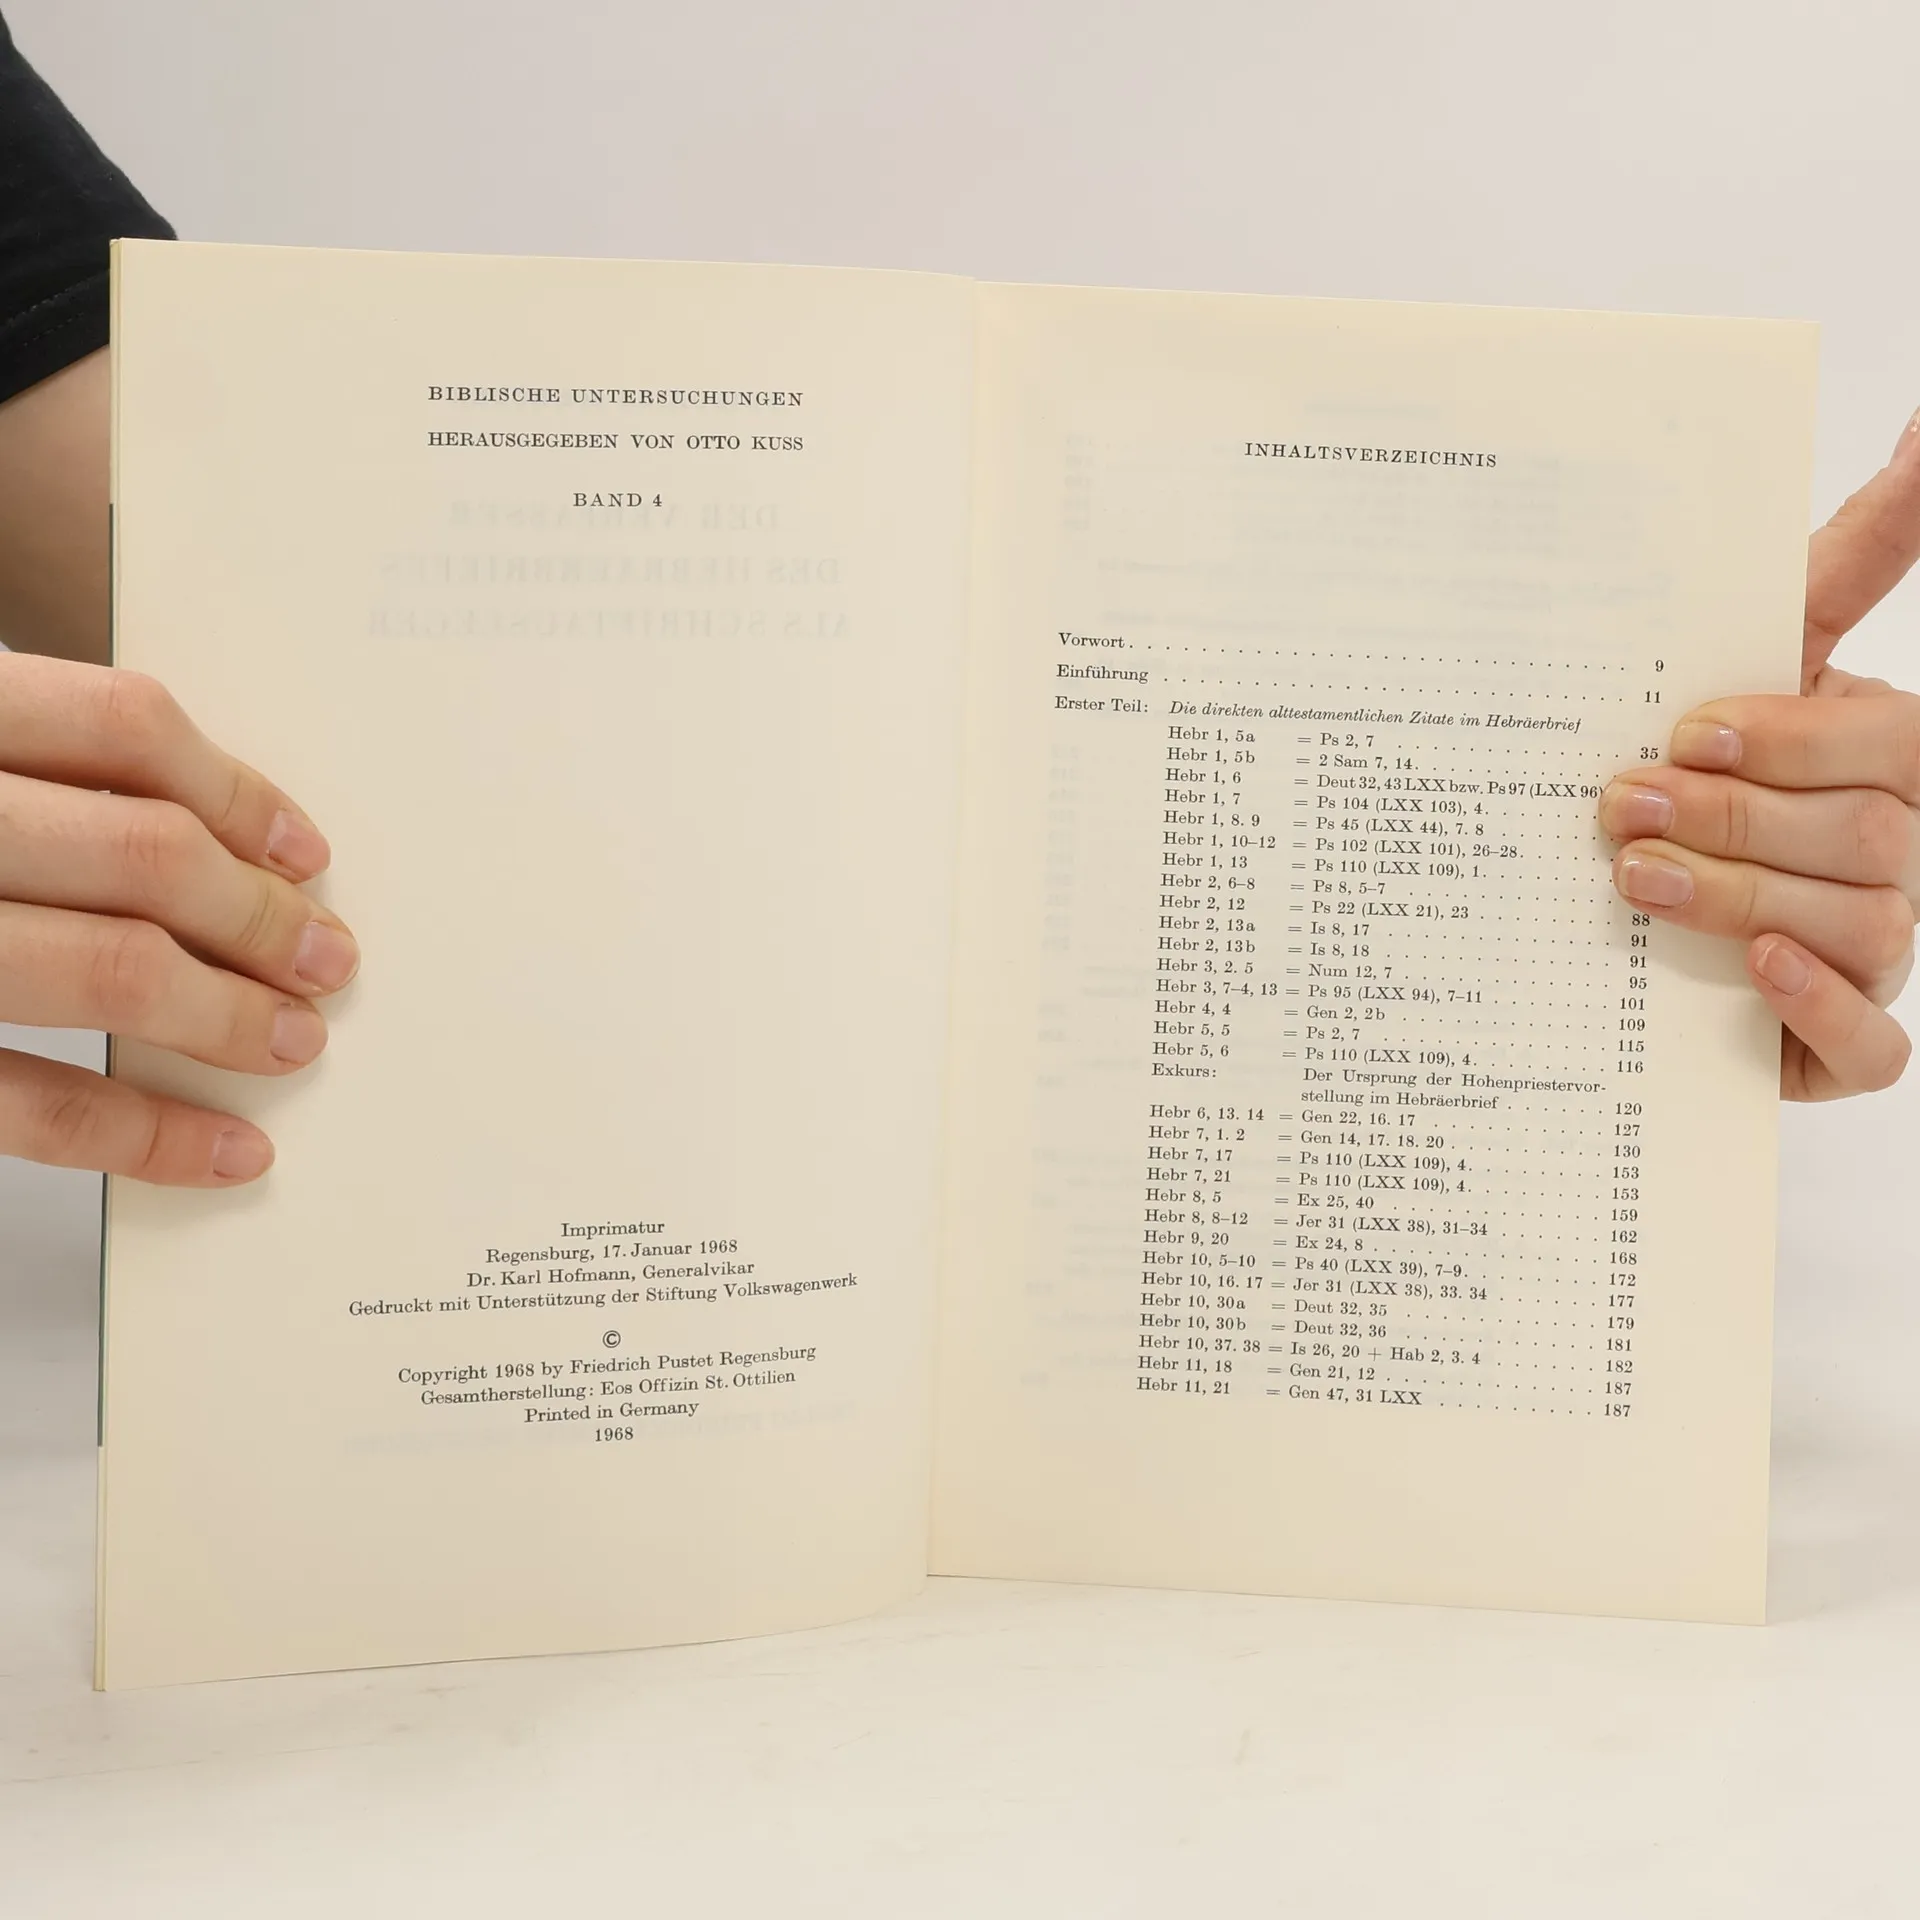 BIBLISCHE UNTERSUCHUNGEN
HERAUSGEGEBEN VON OTTO KUSS
BAND 4
Imprimatur
Regensburg, 17. Januar 1968
Dr. Karl Hofmann, Generalvikar
Gedruckt mit Unterstützung der Stiftung Volkswagenwerk
©
Copyright 1968 by Friedrich Pustet Regensburg
Gesamtherstellung: Eos Offizin St. Ottilien
Printed in Germany
1968
INHALTSVERZEICHNIS
Vorwort . . . . . . . . . . 9
Einführung . . . . . . . . . . 11
Erster Teil: Die direkten alttestamentlichen Zitate im Hebräerbrief
Hebr 1, 5a = Ps 2, 7 . . . . . . . . . . 35
Hebr 1, 5b = 2 Sam 7, 14 . . . . . . . . . .
Hebr 1, 6 = Deut 32, 43 LXX bzw. Ps 97 (LXX 96)
Hebr 1, 7 = Ps 104 (LXX 103), 4 . . . . . . .
Hebr 1, 8. 9 = Ps 45 (LXX 44), 7. 8 . . . . . . .
Hebr 1, 10–12 = Ps 102 (LXX 101), 26–28 . . . . .
Hebr 1, 13 = Ps 110 (LXX 109), 1 . . . . . . .
Hebr 2, 6–8 = Ps 8, 5–7 . . . . . . . . . .
Hebr 2, 12 = Ps 22 (LXX 21), 23 . . . . . . . . 88
Hebr 2, 13a = Is 8, 17 . . . . . . . . . . 91
Hebr 2, 13b = Is 8, 18 . . . . . . . . . . 91
Hebr 3, 2. 5 = Num 12, 7 . . . . . . . . . . 95
Hebr 3, 7–4, 13 = Ps 95 (LXX 94), 7–11 . . . . . . . 101
Hebr 4, 4 = Gen 2, 2b . . . . . . . . . . 109
Hebr 5, 5 = Ps 2, 7 . . . . . . . . . . 115
Hebr 5, 6 = Ps 110 (LXX 109), 4 . . . . . . . . 116
Exkurs: Der Ursprung der Hohenpriestervor-
stellung im Hebräerbrief . . . . . . 120
Hebr 6, 13. 14 = Gen 22, 16. 17 . . . . . . . . . . 127
Hebr 7, 1. 2 = Gen 14, 17. 18. 20 . . . . . . . . . 130
Hebr 7, 17 = Ps 110 (LXX 109), 4 . . . . . . . . 153
Hebr 7, 21 = Ps 110 (LXX 109), 4 . . . . . . . . 153
Hebr 8, 5 = Ex 25, 40 . . . . . . . . . . 159
Hebr 8, 8–12 = Jer 31 (LXX 38), 31–34 . . . . . . 162
Hebr 9, 20 = Ex 24, 8 . . . . . . . . . . 168
Hebr 10, 5–10 = Ps 40 (LXX 39), 7–9 . . . . . . . . 172
Hebr 10, 16. 17 = Jer 31 (LXX 38), 33. 34 . . . . . . 177
Hebr 10, 30a = Deut 32, 35 . . . . . . . . . . 179
Hebr 10, 30b = Deut 32, 36 . . . . . . . . . . 181
Hebr 10, 37. 38 = Is 26, 20 + Hab 2, 3. 4 . . . . . . 182
Hebr 11, 18 = Gen 21, 12 . . . . . . . . . . 187
Hebr 11, 21 = Gen 47, 31 LXX . . . . . . . . . 187